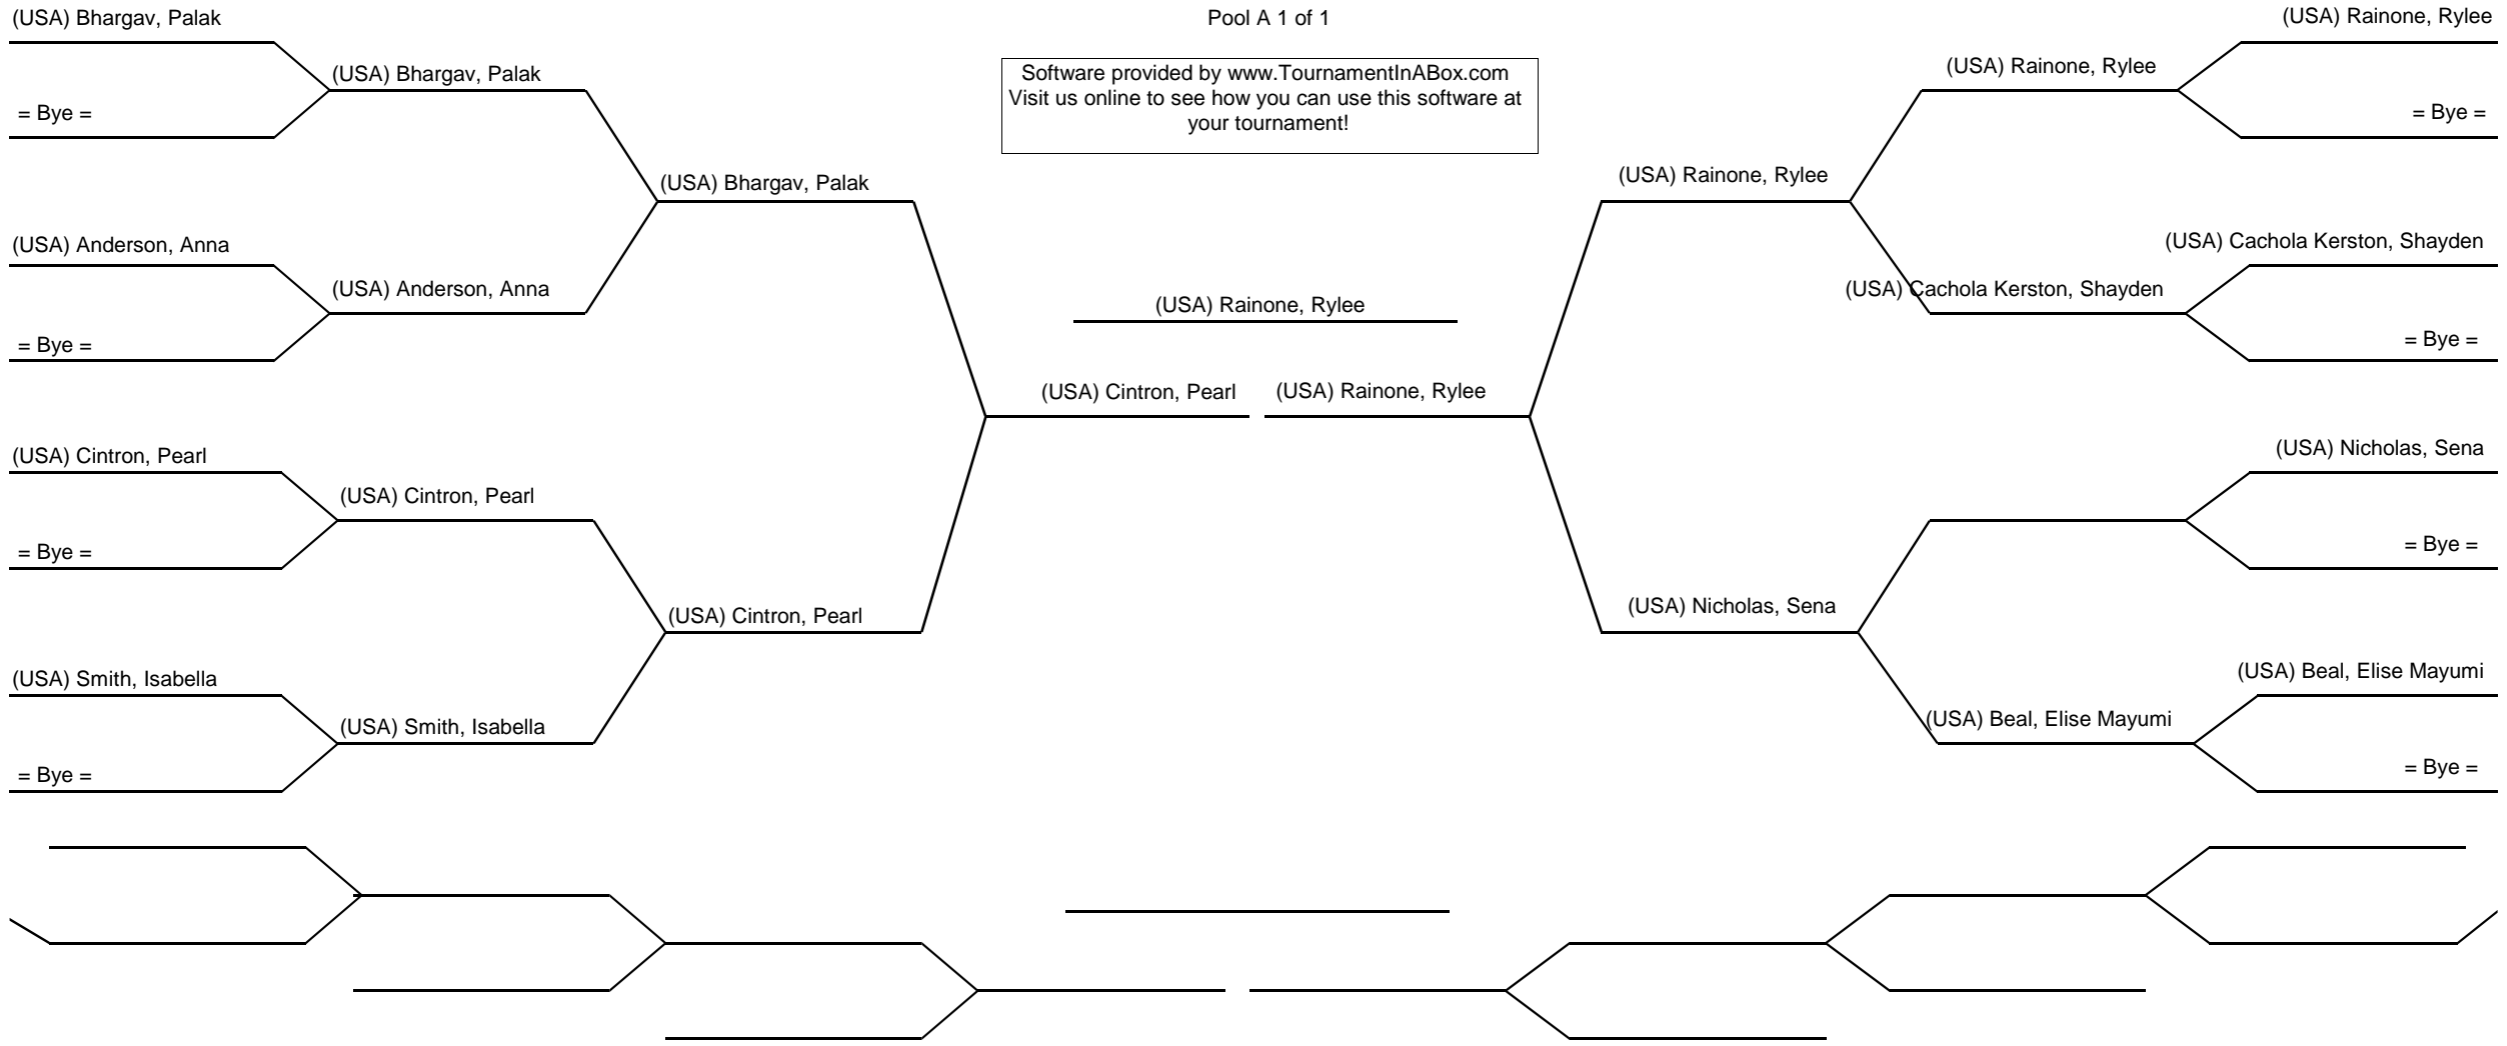 (USA) Bhargav, Palak
Pool A 1 of 1
(USA) Rainone, Rylee
Software provided by www.TournamentInABox.com
Visit us online to see how you can use this software at
your tournament!
(USA) Bhargav, Palak
(USA) Rainone, Rylee
= Bye =
= Bye =
(USA) Bhargav, Palak
(USA) Rainone, Rylee
(USA) Anderson, Anna
(USA) Cachola Kerston, Shayden
(USA) Anderson, Anna
(USA) Cachola Kerston, Shayden
(USA) Rainone, Rylee
= Bye =
= Bye =
(USA) Cintron, Pearl
(USA) Rainone, Rylee
(USA) Cintron, Pearl
(USA) Nicholas, Sena
(USA) Cintron, Pearl
= Bye =
= Bye =
(USA) Cintron, Pearl
(USA) Nicholas, Sena
(USA) Smith, Isabella
(USA) Beal, Elise Mayumi
(USA) Smith, Isabella
(USA) Beal, Elise Mayumi
= Bye =
= Bye =